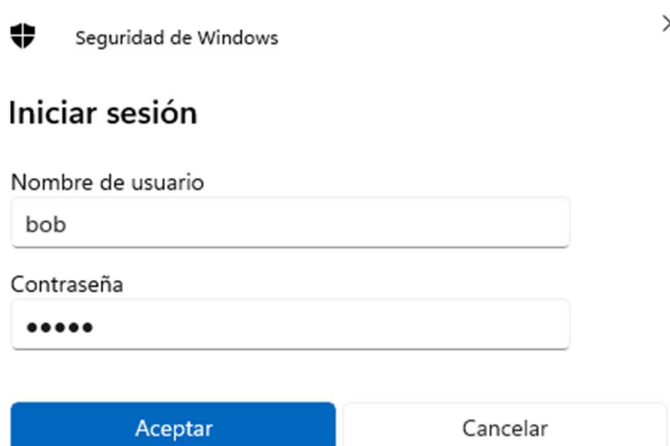 Seguridad de Windows
Iniciar sesión
Nombre de usuario
bob
Contraseña
•••••
Aceptar Cancelar